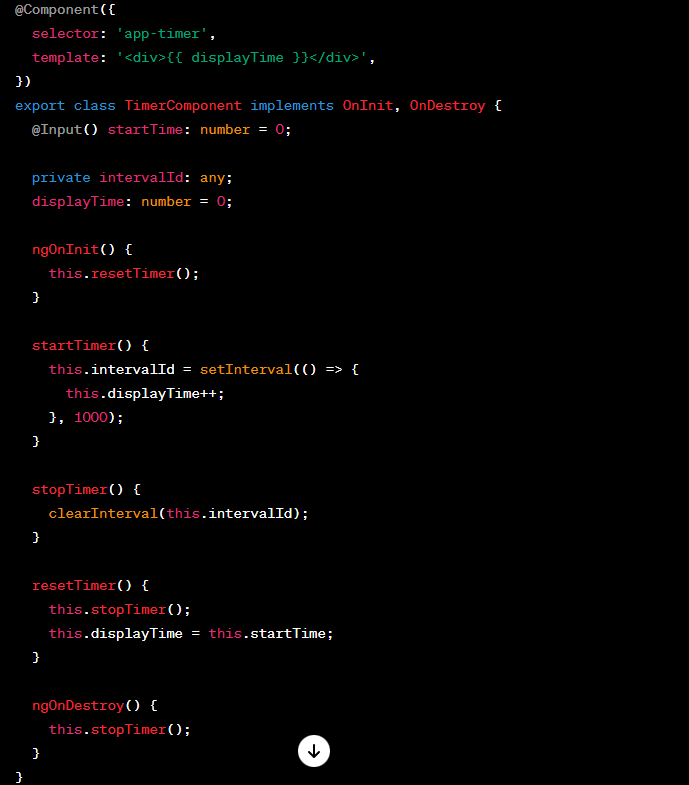 @Component({
  selector: 'app-timer',
  template: '<div>{{ displayTime }}</div>',
})
export class TimerComponent implements OnInit, OnDestroy {
  @Input() startTime: number = 0;

  private intervalId: any;
  displayTime: number = 0;

  ngOnInit() {
    this.resetTimer();
  }

  startTimer() {
    this.intervalId = setInterval(() => {
      this.displayTime++;
    }, 1000);
  }

  stopTimer() {
    clearInterval(this.intervalId);
  }

  resetTimer() {
    this.stopTimer();
    this.displayTime = this.startTime;
  }

  ngOnDestroy() {
    this.stopTimer();
  }
}